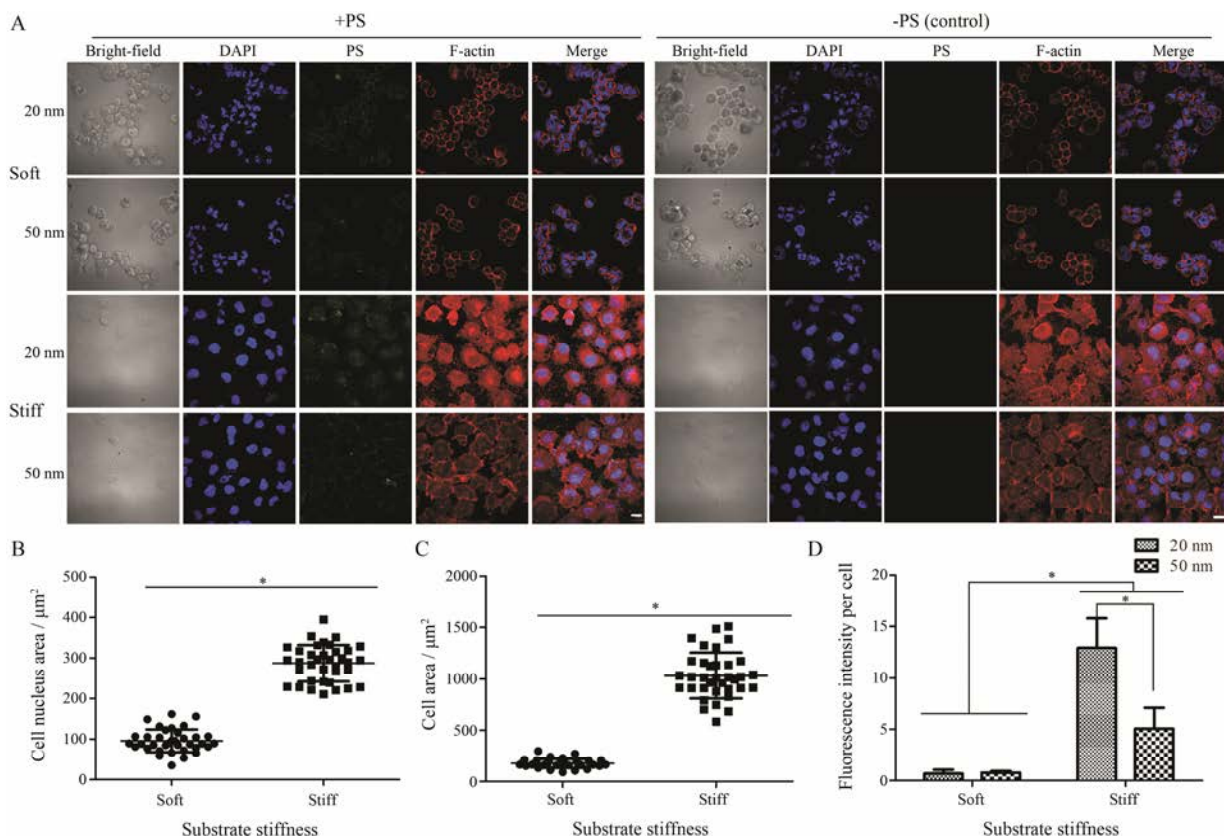 A
+PS
-PS (control)
Bright-field DAPI PS F-actin Merge
Bright-field DAPI PS F-actin Merge
20 nm
Soft
50 nm
20 nm
Stiff
50 nm
B
500
400
300
200
100
0
Cell nucleus area / μm²
*
Soft Stiff
Substrate stiffness
C
2000
1500
1000
500
0
Cell area / μm²
*
Soft Stiff
Substrate stiffness
D
20 nm
50 nm
20
15
10
5
0
Fluorescence intensity per cell
*
*
Soft Stiff
Substrate stiffness